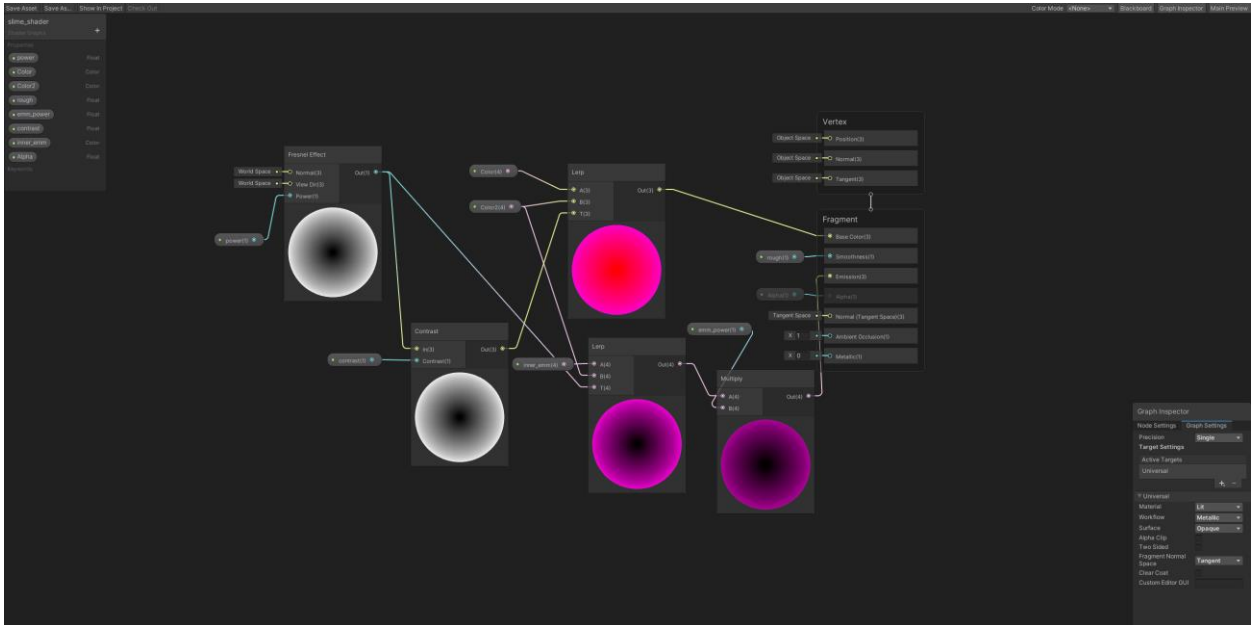 Save Asset Save As... Show In Project Check Out Color Mode <None> Blackboard Graph Inspector Main Preview
slime_shader
Shader Graphs
Properties
power Float
Color Color
Color2 Color
rough Float
emm_power Float
contrast Float
inner_emm Color
Alpha Float
Keywords
Fresnel Effect
World Space Normal(3) Out(1)
World Space View Dir(3)
Power(1)
power(1)
Contrast
In(3) Out(3)
Contrast(1)
contrast(1)
Color(4)
Color2(4)
Lerp
A(3) Out(3)
B(3)
T(3)
inner_emm(4)
Lerp
A(4) Out(4)
B(4)
T(4)
emm_power(1)
Multiply
A(4) Out(4)
B(4)
Vertex
Object Space Position(3)
Object Space Normal(3)
Object Space Tangent(3)
Fragment
Base Color(3)
rough(1) Smoothness(1)
Emission(3)
Alpha(1) Alpha(1)
Tangent Space Normal (Tangent Space)(3)
X 1 Ambient Occlusion(1)
X 0 Metallic(1)
Graph Inspector
Node Settings Graph Settings
Precision Single
Target Settings
Active Targets
Universal
+ -
Universal
Material Lit
Workflow Metallic
Surface Opaque
Alpha Clip
Two Sided
Fragment Normal
Space Tangent
Clear Coat
Custom Editor GUI